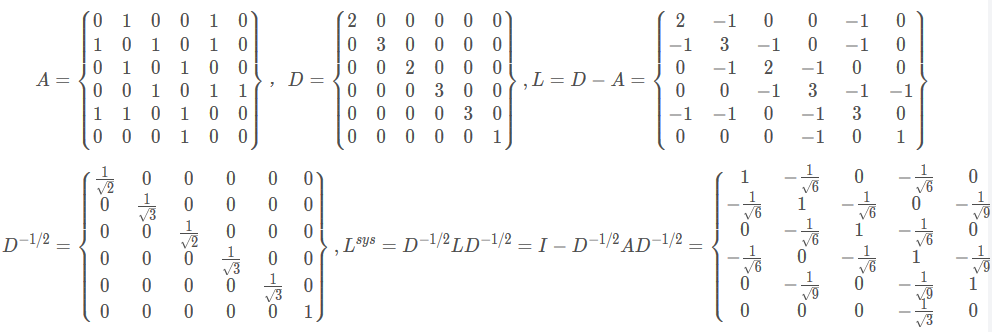 A = { 0 1 0 0 1 0 } , D = { 2 0 0 0 0 0 } , L = D − A = { 2 −1 0 0 −1 0 }
1 0 1 0 1 0 0 3 0 0 0 0 −1 3 −1 0 −1 0
0 1 0 1 0 0 0 0 2 0 0 0 0 −1 2 −1 0 0
0 0 1 0 1 1 0 0 0 3 0 0 0 0 −1 3 −1 −1
1 1 0 1 0 0 0 0 0 0 3 0 −1 −1 0 −1 3 0
0 0 0 1 0 0 0 0 0 0 0 1 0 0 0 −1 0 1
D^{−1/2} = { 1/√2 0 0 0 0 0 } , L^{sys} = D^{−1/2}LD^{−1/2} = I − D^{−1/2}AD^{−1/2} = { 1 −1/√6 0 −1/√6 0
0 1/√3 0 0 0 0 −1/√6 1 −1/√6 0 −1/√9
0 0 1/√2 0 0 0 0 −1/√6 1 −1/√6 0
0 0 0 1/√3 0 0 −1/√6 0 −1/√6 1 −1/√9
0 0 0 0 1/√3 0 0 −1/√9 0 −1/√9 1
0 0 0 0 0 1 0 0 0 −1/√3 0